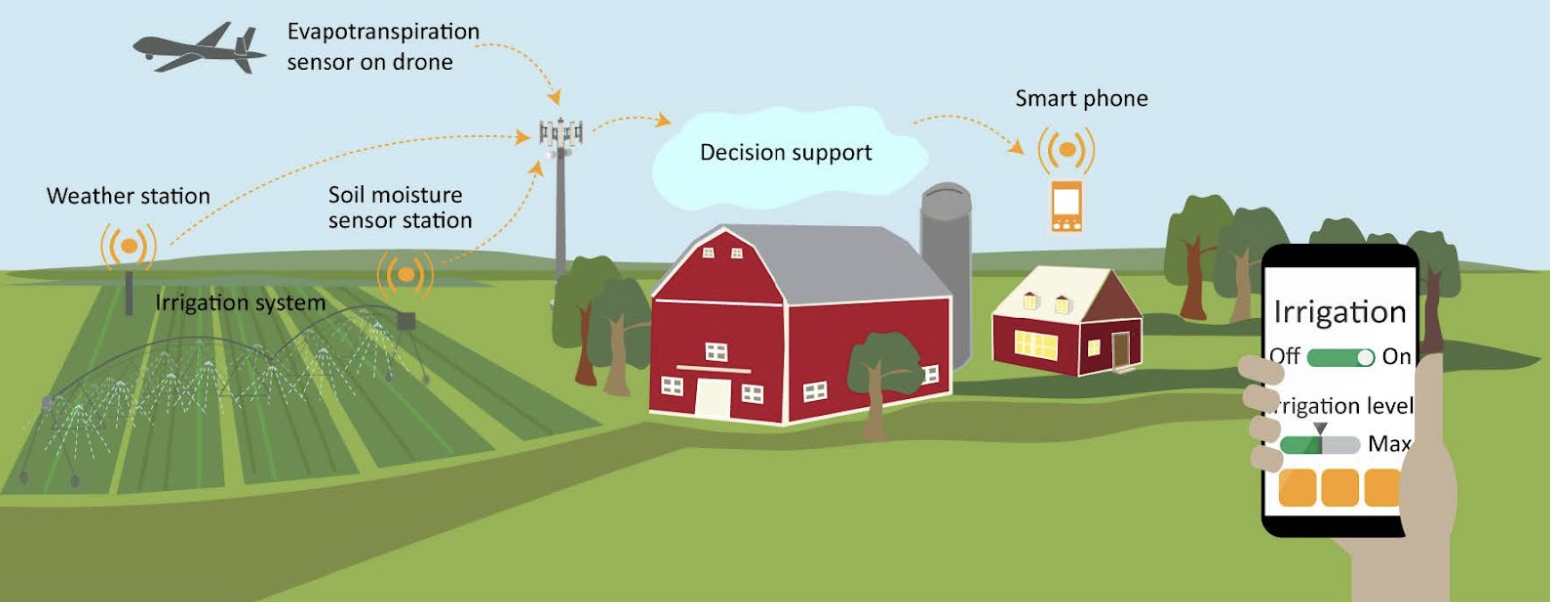 Evapotranspiration
sensor on drone
Smart phone
Decision support
Weather station
Soil moisture
sensor station
Irrigation system
Irrigation
Off On
rrigation level
Max